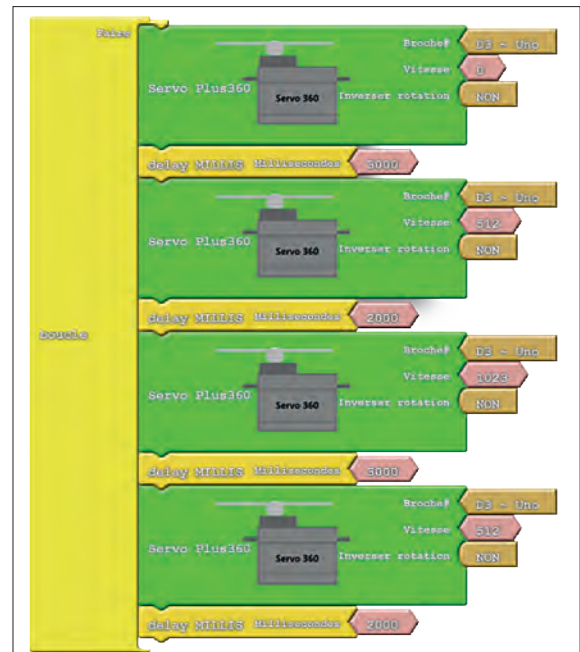 Faire
Broche# D3 - Uno
Vitesse 0
Servo Plus360 Servo 360 Inverser rotation NON
delay MILLIS Millisecondes 5000
Broche# D3 - Uno
Vitesse 512
Servo Plus360 Servo 360 Inverser rotation NON
delay MILLIS Millisecondes 2000
boucle
Broche# D3 - Uno
Vitesse 1023
Servo Plus360 Servo 360 Inverser rotation NON
delay MILLIS Millisecondes 5000
Broche# D3 - Uno
Vitesse 512
Servo Plus360 Servo 360 Inverser rotation NON
delay MILLIS Millisecondes 2000